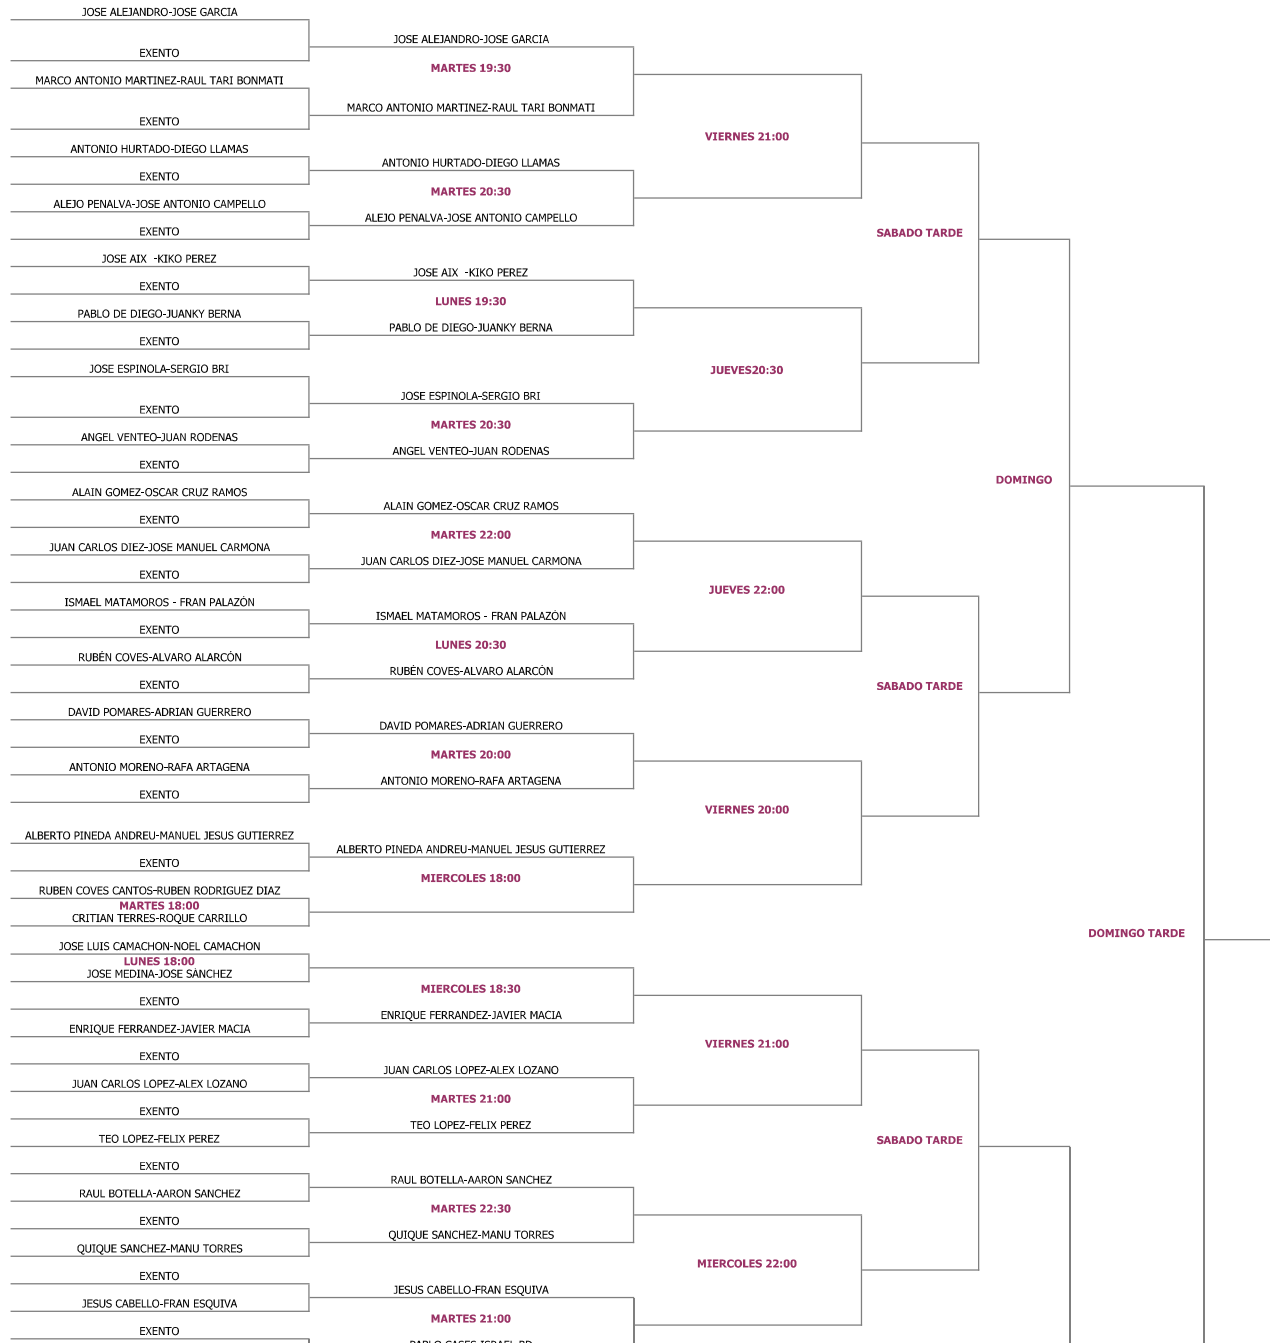 JOSE ALEJANDRO-JOSE GARCIA
EXENTO
MARCO ANTONIO MARTINEZ-RAUL TARI BONMATI
EXENTO
ANTONIO HURTADO-DIEGO LLAMAS
EXENTO
ALEJO PENALVA-JOSE ANTONIO CAMPELLO
EXENTO
JOSE AIX -KIKO PEREZ
EXENTO
PABLO DE DIEGO-JUANKY BERNA
EXENTO
JOSE ESPINOLA-SERGIO BRI
EXENTO
ANGEL VENTEO-JUAN RODENAS
EXENTO
ALAIN GOMEZ-OSCAR CRUZ RAMOS
EXENTO
JUAN CARLOS DIEZ-JOSE MANUEL CARMONA
EXENTO
ISMAEL MATAMOROS - FRAN PALAZÓN
EXENTO
RUBÉN COVES-ALVARO ALARCÓN
EXENTO
DAVID POMARES-ADRIAN GUERRERO
EXENTO
ANTONIO MORENO-RAFA ARTAGENA
EXENTO
ALBERTO PINEDA ANDREU-MANUEL JESUS GUTIERREZ
EXENTO
RUBEN COVES CANTOS-RUBEN RODRIGUEZ DIAZ
MARTES 18:00
CRITIAN TERRES-ROQUE CARRILLO
JOSE LUIS CAMACHON-NOEL CAMACHON
LUNES 18:00
JOSE MEDINA-JOSE SÁNCHEZ
EXENTO
ENRIQUE FERRANDEZ-JAVIER MACIA
EXENTO
JUAN CARLOS LOPEZ-ALEX LOZANO
EXENTO
TEO LOPEZ-FELIX PEREZ
EXENTO
RAUL BOTELLA-AARON SANCHEZ
EXENTO
QUIQUE SANCHEZ-MANU TORRES
EXENTO
JESUS CABELLO-FRAN ESQUIVA
EXENTO
JOSE ALEJANDRO-JOSE GARCIA
MARTES 19:30
MARCO ANTONIO MARTINEZ-RAUL TARI BONMATI
ANTONIO HURTADO-DIEGO LLAMAS
MARTES 20:30
ALEJO PENALVA-JOSE ANTONIO CAMPELLO
JOSE AIX -KIKO PEREZ
LUNES 19:30
PABLO DE DIEGO-JUANKY BERNA
JOSE ESPINOLA-SERGIO BRI
MARTES 20:30
ANGEL VENTEO-JUAN RODENAS
ALAIN GOMEZ-OSCAR CRUZ RAMOS
MARTES 22:00
JUAN CARLOS DIEZ-JOSE MANUEL CARMONA
ISMAEL MATAMOROS - FRAN PALAZÓN
LUNES 20:30
RUBÉN COVES-ALVARO ALARCÓN
DAVID POMARES-ADRIAN GUERRERO
MARTES 20:00
ANTONIO MORENO-RAFA ARTAGENA
ALBERTO PINEDA ANDREU-MANUEL JESUS GUTIERREZ
MIERCOLES 18:00
MIERCOLES 18:30
ENRIQUE FERRANDEZ-JAVIER MACIA
JUAN CARLOS LOPEZ-ALEX LOZANO
MARTES 21:00
TEO LOPEZ-FELIX PEREZ
RAUL BOTELLA-AARON SANCHEZ
MARTES 22:30
QUIQUE SANCHEZ-MANU TORRES
JESUS CABELLO-FRAN ESQUIVA
MARTES 21:00
VIERNES 21:00
JUEVES20:30
JUEVES 22:00
VIERNES 20:00
VIERNES 21:00
MIERCOLES 22:00
SABADO TARDE
SABADO TARDE
SABADO TARDE
DOMINGO
DOMINGO TARDE